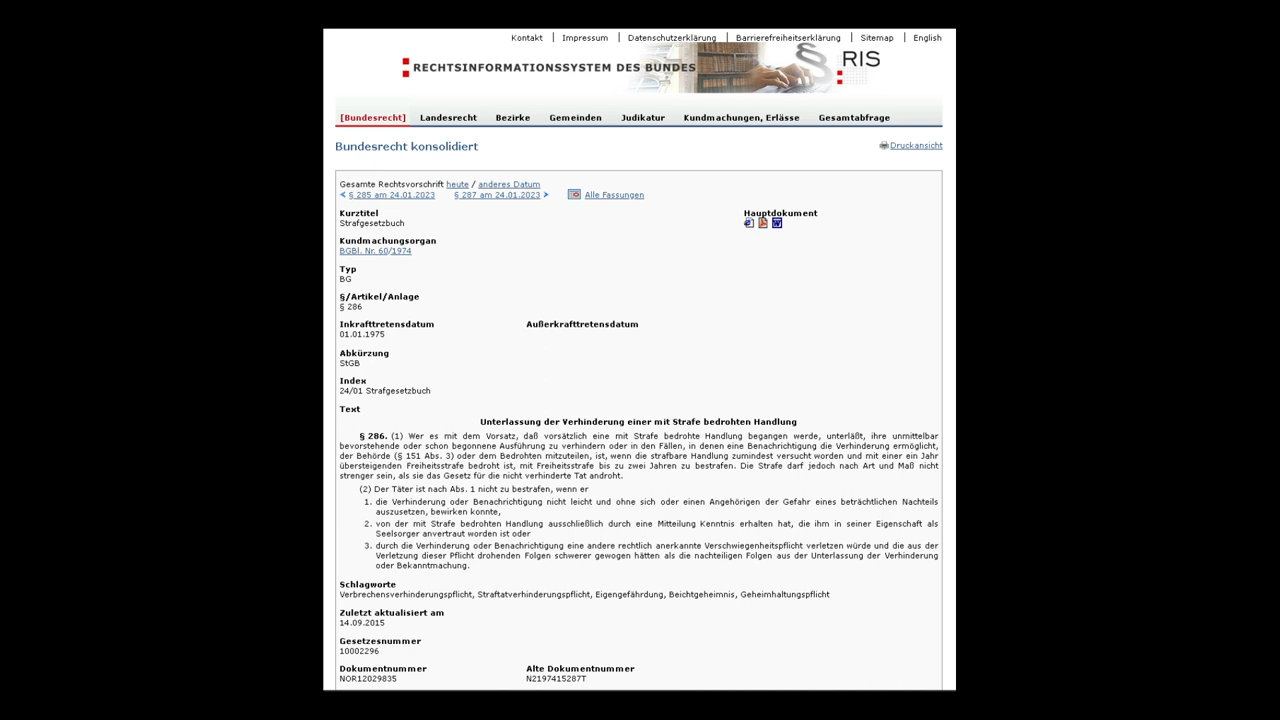 Kontakt Impressum Datenschutzerklärung Barrierefreiheitserklärung Sitemap English
RECHTSINFORMATIONSSYSTEM DES BUNDES § RIS
[Bundesrecht] Landesrecht Bezirke Gemeinden Judikatur Kundmachungen, Erlässe Gesamtabfrage
Bundesrecht konsolidiert Druckansicht
Gesamte Rechtsvorschrift heute / anderes Datum
§ 285 am 24.01.2023 § 287 am 24.01.2023 Alle Fassungen
Kurztitel Hauptdokument
Strafgesetzbuch
Kundmachungsorgan
BGBl. Nr. 60/1974
Typ
BG
§/Artikel/Anlage
§ 286
Inkrafttretensdatum Außerkrafttretensdatum
01.01.1975
Abkürzung
StGB
Index
24/01 Strafgesetzbuch
Text
Unterlassung der Verhinderung einer mit Strafe bedrohten Handlung
§ 286. (1) Wer es mit dem Vorsatz, daß vorsätzlich eine mit Strafe bedrohte Handlung begangen werde, unterläßt, ihre unmittelbar
bevorstehende oder schon begonnene Ausführung zu verhindern oder in den Fällen, in denen eine Benachrichtigung die Verhinderung ermöglicht,
der Behörde (§ 151 Abs. 3) oder dem Bedrohten mitzuteilen, ist, wenn die strafbare Handlung zumindest versucht worden und mit einer ein Jahr
übersteigenden Freiheitsstrafe bedroht ist, mit Freiheitsstrafe bis zu zwei Jahren zu bestrafen. Die Strafe darf jedoch nach Art und Maß nicht
strenger sein, als sie das Gesetz für die nicht verhinderte Tat androht.
(2) Der Täter ist nach Abs. 1 nicht zu bestrafen, wenn er
1. die Verhinderung oder Benachrichtigung nicht leicht und ohne sich oder einen Angehörigen der Gefahr eines beträchtlichen Nachteils
auszusetzen, bewirken konnte,
2. von der mit Strafe bedrohten Handlung ausschließlich durch eine Mitteilung Kenntnis erhalten hat, die ihm in seiner Eigenschaft als
Seelsorger anvertraut worden ist oder
3. durch die Verhinderung oder Benachrichtigung eine andere rechtlich anerkannte Verschwiegenheitspflicht verletzen würde und die aus der
Verletzung dieser Pflicht drohenden Folgen schwerer gewogen hätten als die nachteiligen Folgen aus der Unterlassung der Verhinderung
oder Bekanntmachung.
Schlagworte
Verbrechensverhinderungspflicht, Straftatverhinderungspflicht, Eigengefährdung, Beichtgeheimnis, Geheimhaltungspflicht
Zuletzt aktualisiert am
14.09.2015
Gesetzesnummer
10002296
Dokumentnummer Alte Dokumentnummer
NOR12029835 N2197415287T